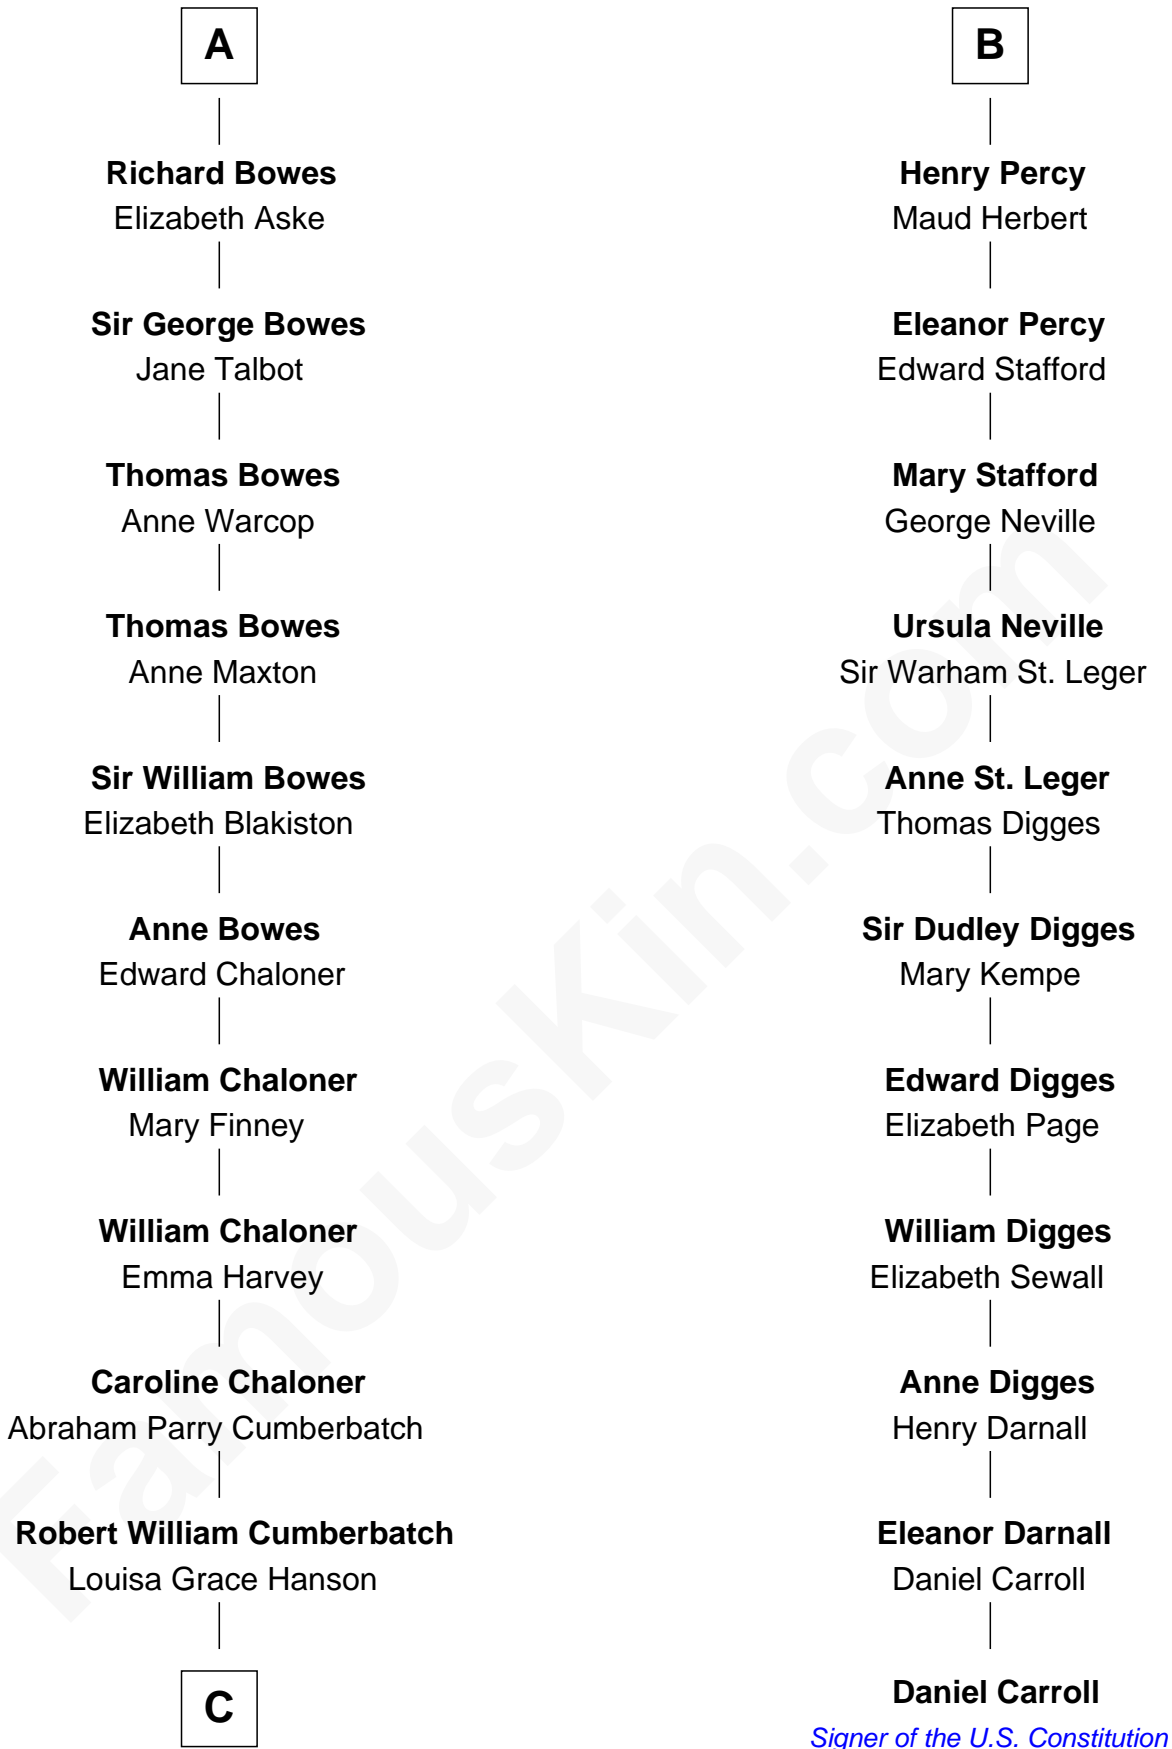 A
Richard Bowes
Elizabeth Aske
Sir George Bowes
Jane Talbot
Thomas Bowes
Anne Warcop
Thomas Bowes
Anne Maxton
Sir William Bowes
Elizabeth Blakiston
Anne Bowes
Edward Chaloner
William Chaloner
Mary Finney
William Chaloner
Emma Harvey
Caroline Chaloner
Abraham Parry Cumberbatch
Robert William Cumberbatch
Louisa Grace Hanson
C
B
Henry Percy
Maud Herbert
Eleanor Percy
Edward Stafford
Mary Stafford
George Neville
Ursula Neville
Sir Warham St. Leger
Anne St. Leger
Thomas Digges
Sir Dudley Digges
Mary Kempe
Edward Digges
Elizabeth Page
William Digges
Elizabeth Sewall
Anne Digges
Henry Darnall
Eleanor Darnall
Daniel Carroll
Daniel Carroll
Signer of the U.S. Constitution
FamousKin.com